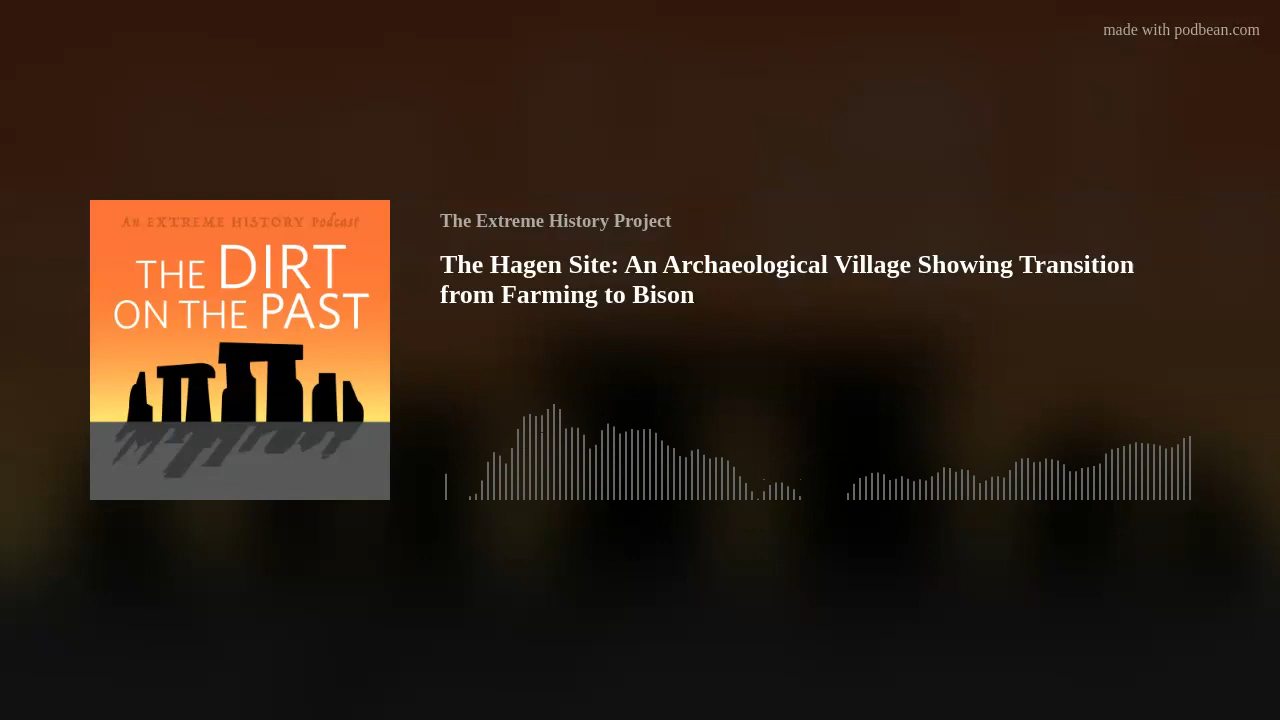 made with podbean.com
An EXTREME HISTORY Podcast
THE DIRT
ON THE PAST
The Extreme History Project
The Hagen Site: An Archaeological Village Showing Transition
from Farming to Bison